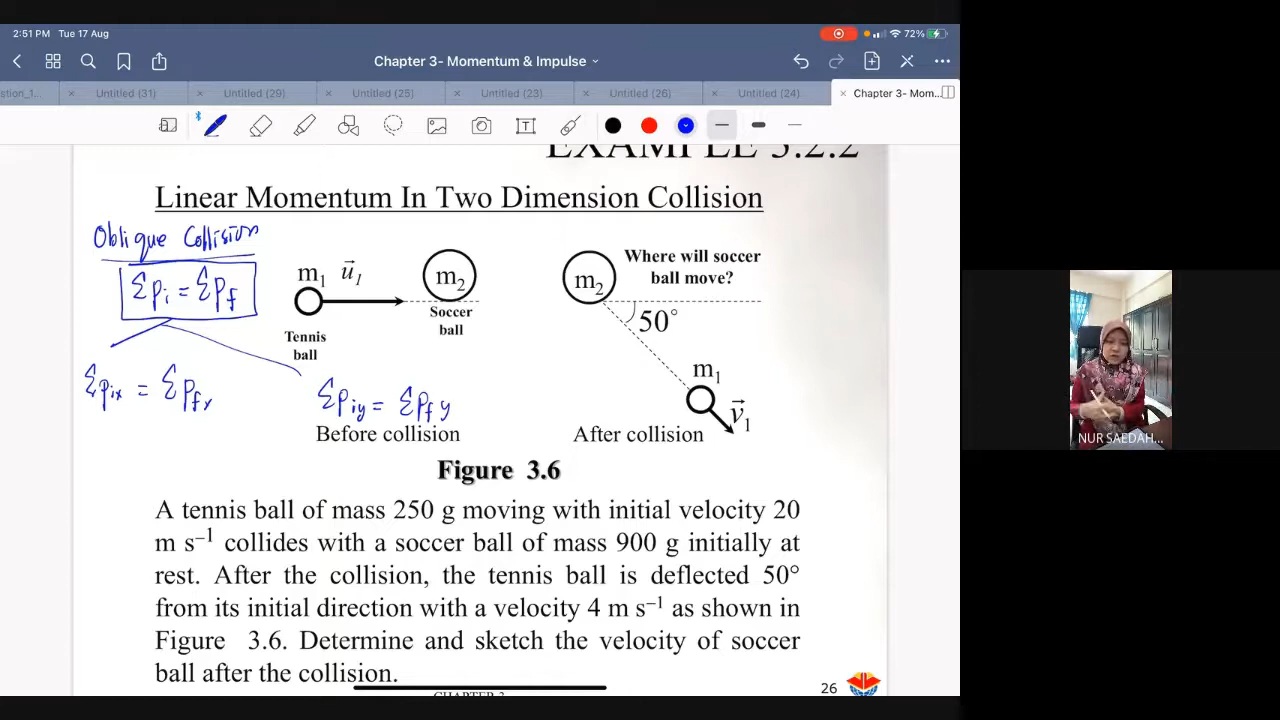 2:51 PM Tue 17 Aug
72%
Chapter 3- Momentum & Impulse
stion_1...
Untitled (31)
Untitled (29)
Untitled (25)
Untitled (23)
Untitled (26)
Untitled (24)
Chapter 3- Mom...
EXAMPLE 3.2.2
Linear Momentum In Two Dimension Collision
Oblique Collision
Σpi = Σpf
Σpix = Σpfx
Σpiy = Σpfy
m1 u⃗1
m2
Tennis
ball
Soccer
ball
Before collision
m2
Where will soccer
ball move?
50°
m1
v⃗1
After collision
Figure 3.6
A tennis ball of mass 250 g moving with initial velocity 20
m s⁻¹ collides with a soccer ball of mass 900 g initially at
rest. After the collision, the tennis ball is deflected 50°
from its initial direction with a velocity 4 m s⁻¹ as shown in
Figure 3.6. Determine and sketch the velocity of soccer
ball after the collision.
CHAPTER 3
26
NUR SAEDAH...